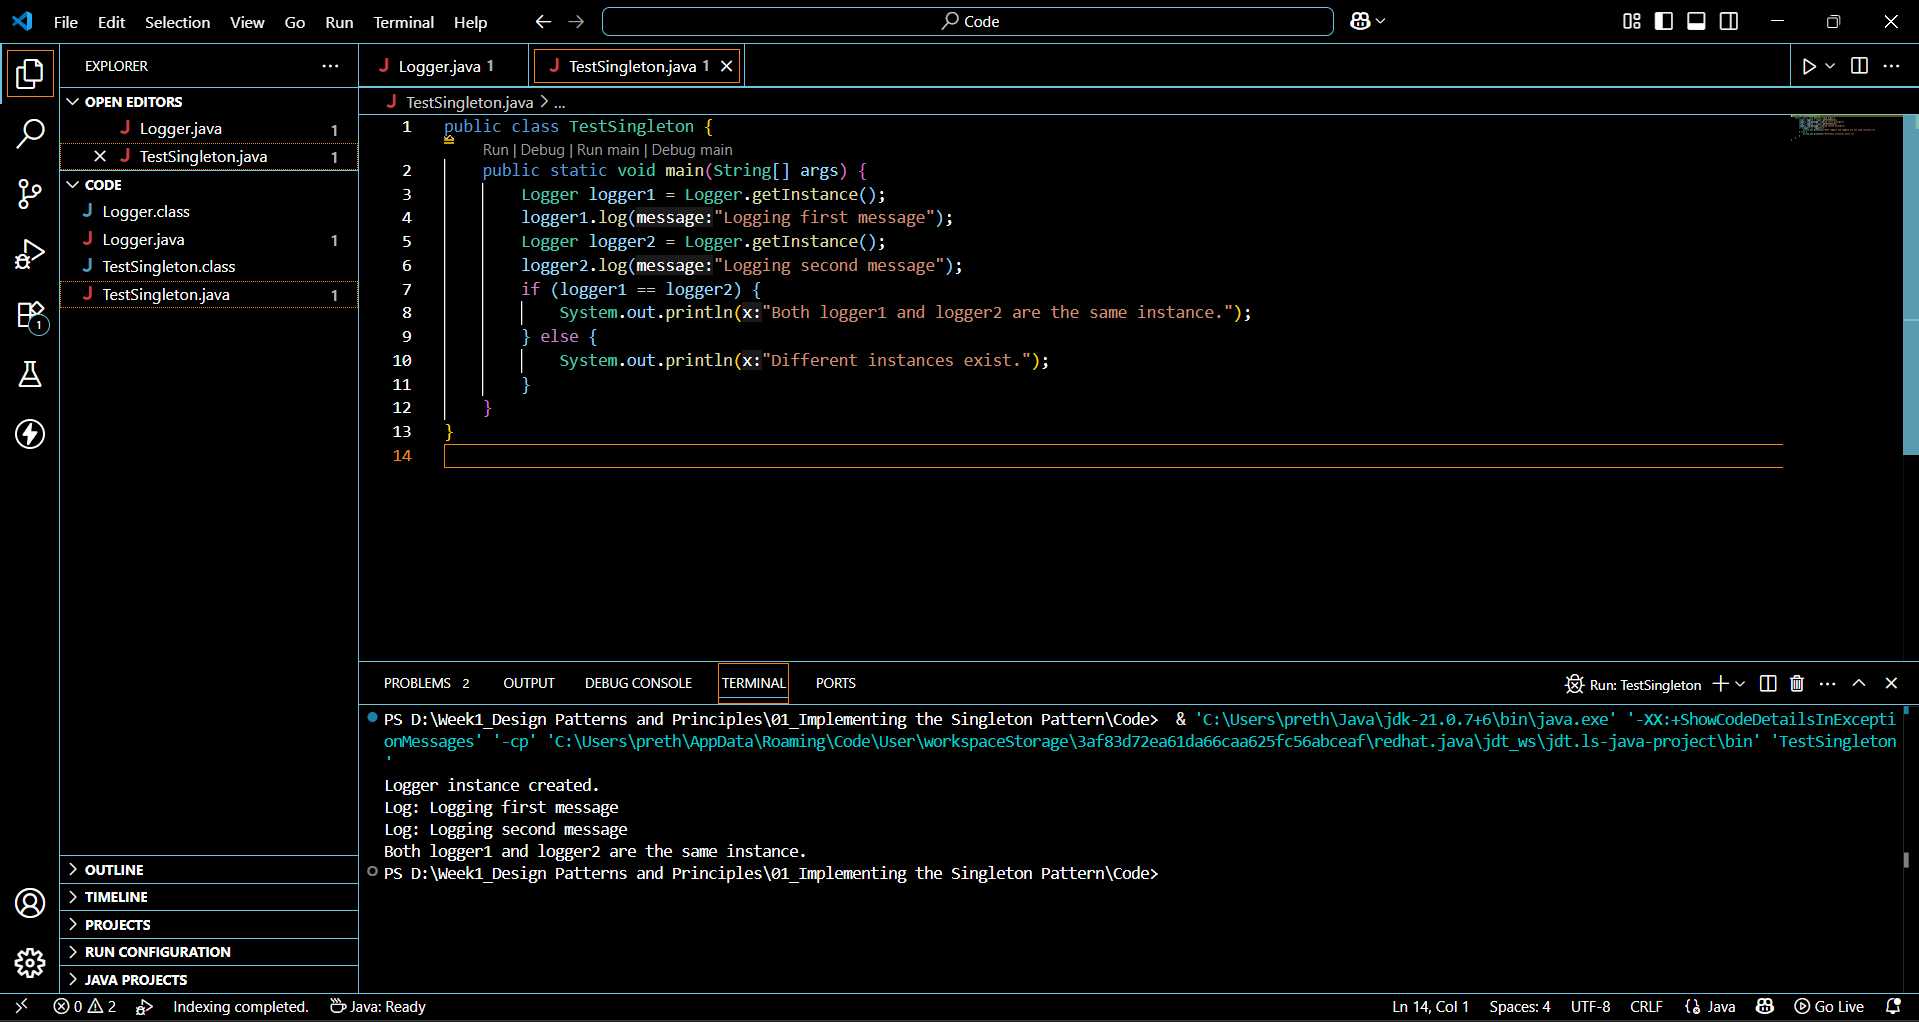 File Edit Selection View Go Run Terminal Help
Code
EXPLORER
OPEN EDITORS
J Logger.java 1
J TestSingleton.java 1
CODE
J Logger.class
J Logger.java 1
J TestSingleton.class
J TestSingleton.java 1
OUTLINE
TIMELINE
PROJECTS
RUN CONFIGURATION
JAVA PROJECTS
1
J Logger.java 1
J TestSingleton.java 1
J TestSingleton.java > ...
1 public class TestSingleton {
Run | Debug | Run main | Debug main
2 public static void main(String[] args) {
3 Logger logger1 = Logger.getInstance();
4 logger1.log(message:"Logging first message");
5 Logger logger2 = Logger.getInstance();
6 logger2.log(message:"Logging second message");
7 if (logger1 == logger2) {
8 System.out.println(x:"Both logger1 and logger2 are the same instance.");
9 } else {
10 System.out.println(x:"Different instances exist.");
11 }
12 }
13 }
14
PROBLEMS 2 OUTPUT DEBUG CONSOLE TERMINAL PORTS
Run: TestSingleton
PS D:\Week1_Design Patterns and Principles\01_Implementing the Singleton Pattern\Code> & 'C:\Users\preth\Java\jdk-21.0.7+6\bin\java.exe' '-XX:+ShowCodeDetailsInExcepti
onMessages' '-cp' 'C:\Users\preth\AppData\Roaming\Code\User\workspaceStorage\3af83d72ea61da66caa625fc56abceaf\redhat.java\jdt_ws\jdt.ls-java-project\bin' 'TestSingleton
'
Logger instance created.
Log: Logging first message
Log: Logging second message
Both logger1 and logger2 are the same instance.
PS D:\Week1_Design Patterns and Principles\01_Implementing the Singleton Pattern\Code>
0 2 Indexing completed. Java: Ready
Ln 14, Col 1 Spaces: 4 UTF-8 CRLF Java Go Live